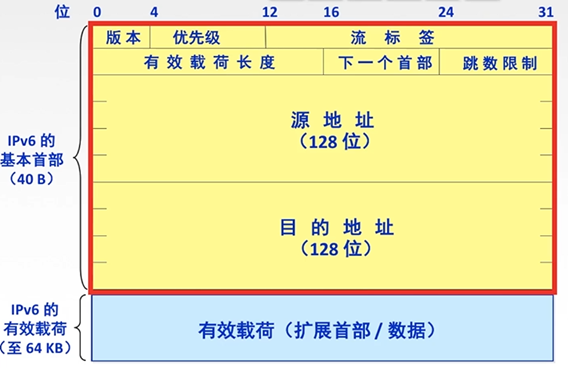 位 0 4 12 16 24 31
版本 优先级 流标签
有效载荷长度 下一个首部 跳数限制
源地址
（128 位）
IPv6 的
基本首部
（40 B）
目的地址
（128 位）
IPv6 的
有效载荷
（至 64 KB）
有效载荷（扩展首部 / 数据）